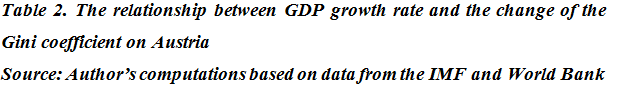 Table 2. The relationship between GDP growth rate and the change of the
Gini coefficient on Austria
Source: Author's computations based on data from the IMF and World Bank